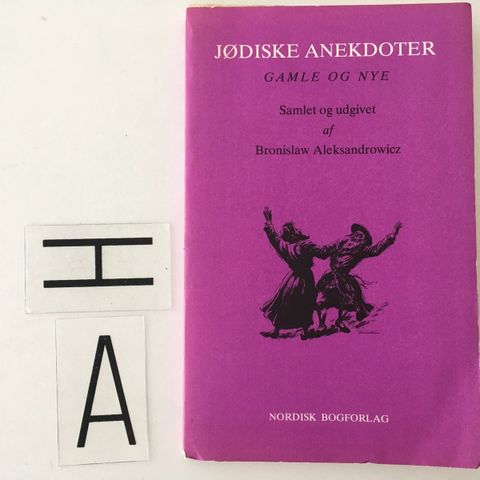 JØDISKE ANEKDOTER
GAMLE OG NYE
Samlet og udgivet
af
Bronislaw Aleksandrowicz
NORDISK BOGFORLAG
H
A